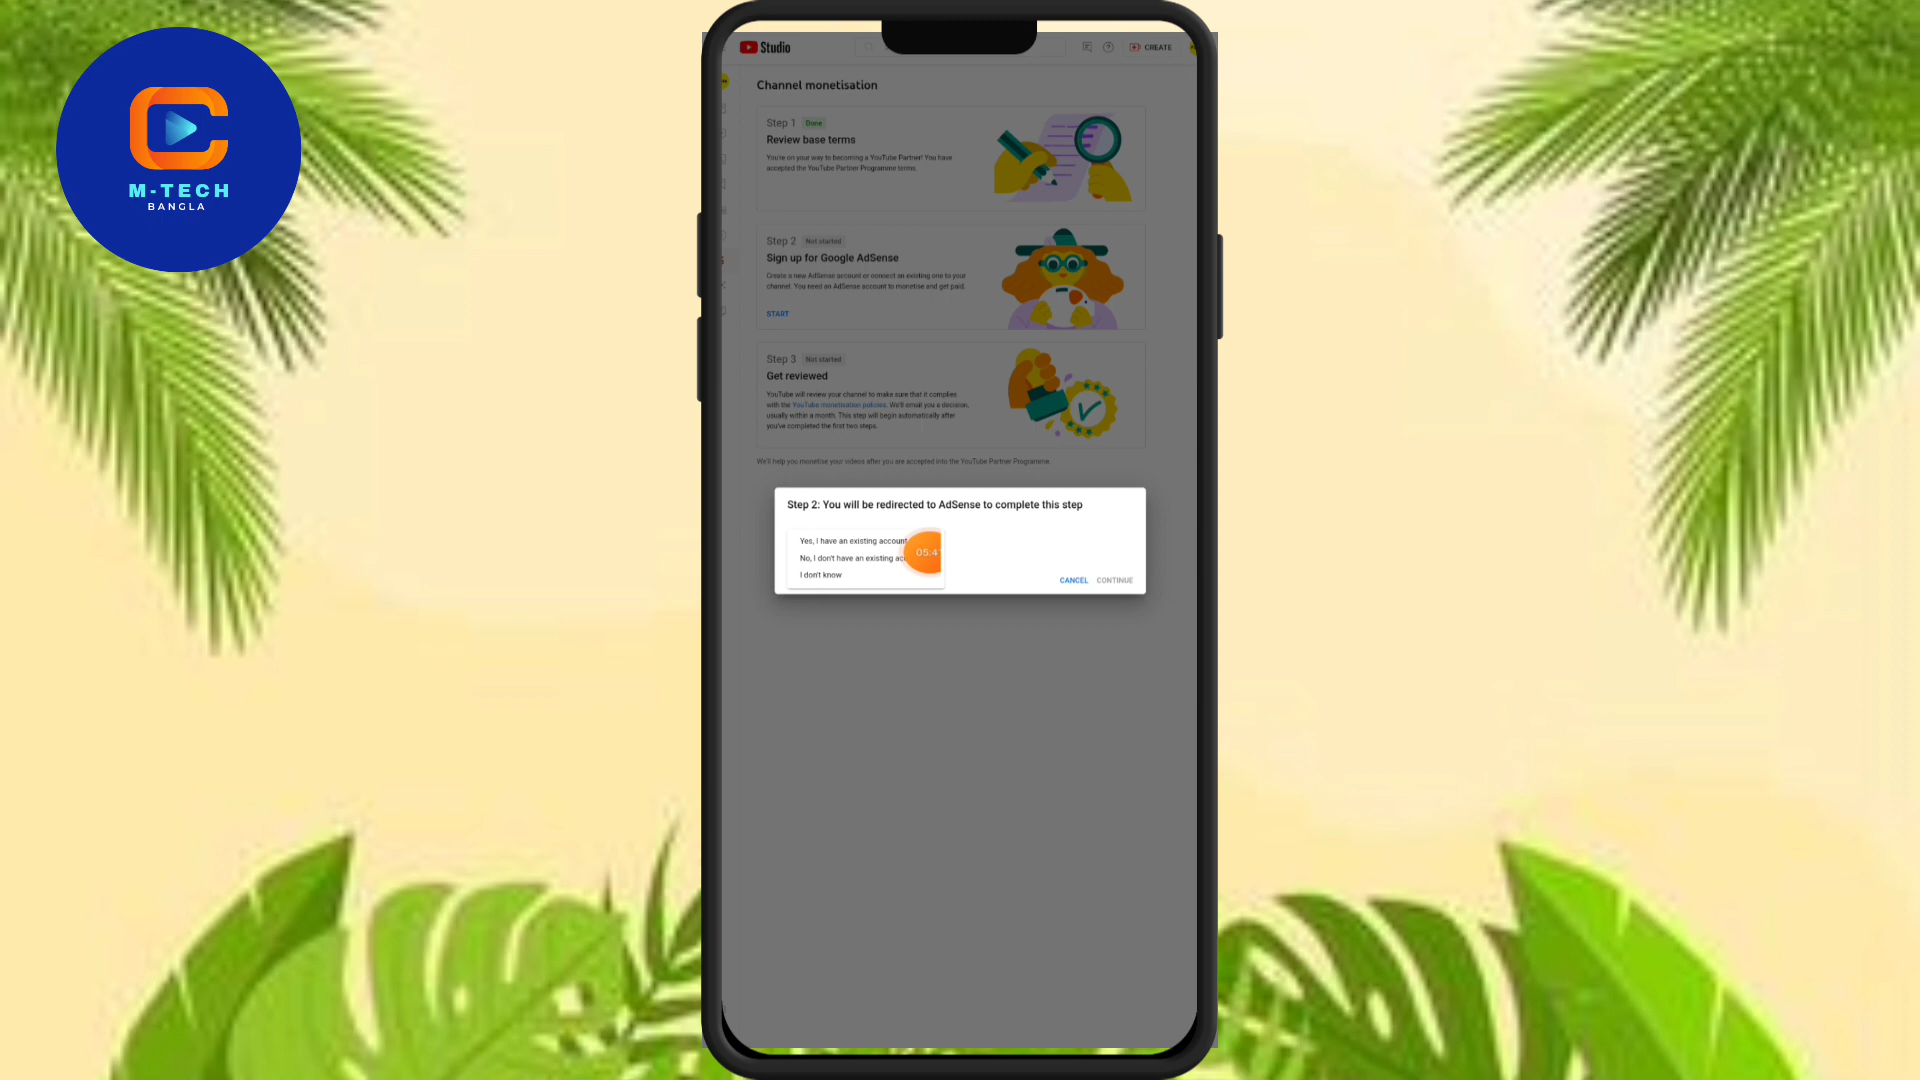 M-TECH
BANGLA
Studio
CREATE
Channel monetisation
Step 1 Done
Review base terms
You're on your way to becoming a YouTube Partner! You have
accepted the YouTube Partner Programme terms.
Step 2 Not started
Sign up for Google AdSense
Create a new AdSense account or connect an existing one to your
channel. You need an AdSense account to monetise and get paid.
START
Step 3 Not started
Get reviewed
YouTube will review your channel to make sure that it complies
with the YouTube monetisation policies. We'll email you a decision,
usually within a month. This step will begin automatically after
you've completed the first two steps.
We'll help you monetise your videos after you are accepted into the YouTube Partner Programme.
Step 2: You will be redirected to AdSense to complete this step
Yes, I have an existing account
No, I don't have an existing
I don't know
CANCEL CONTINUE